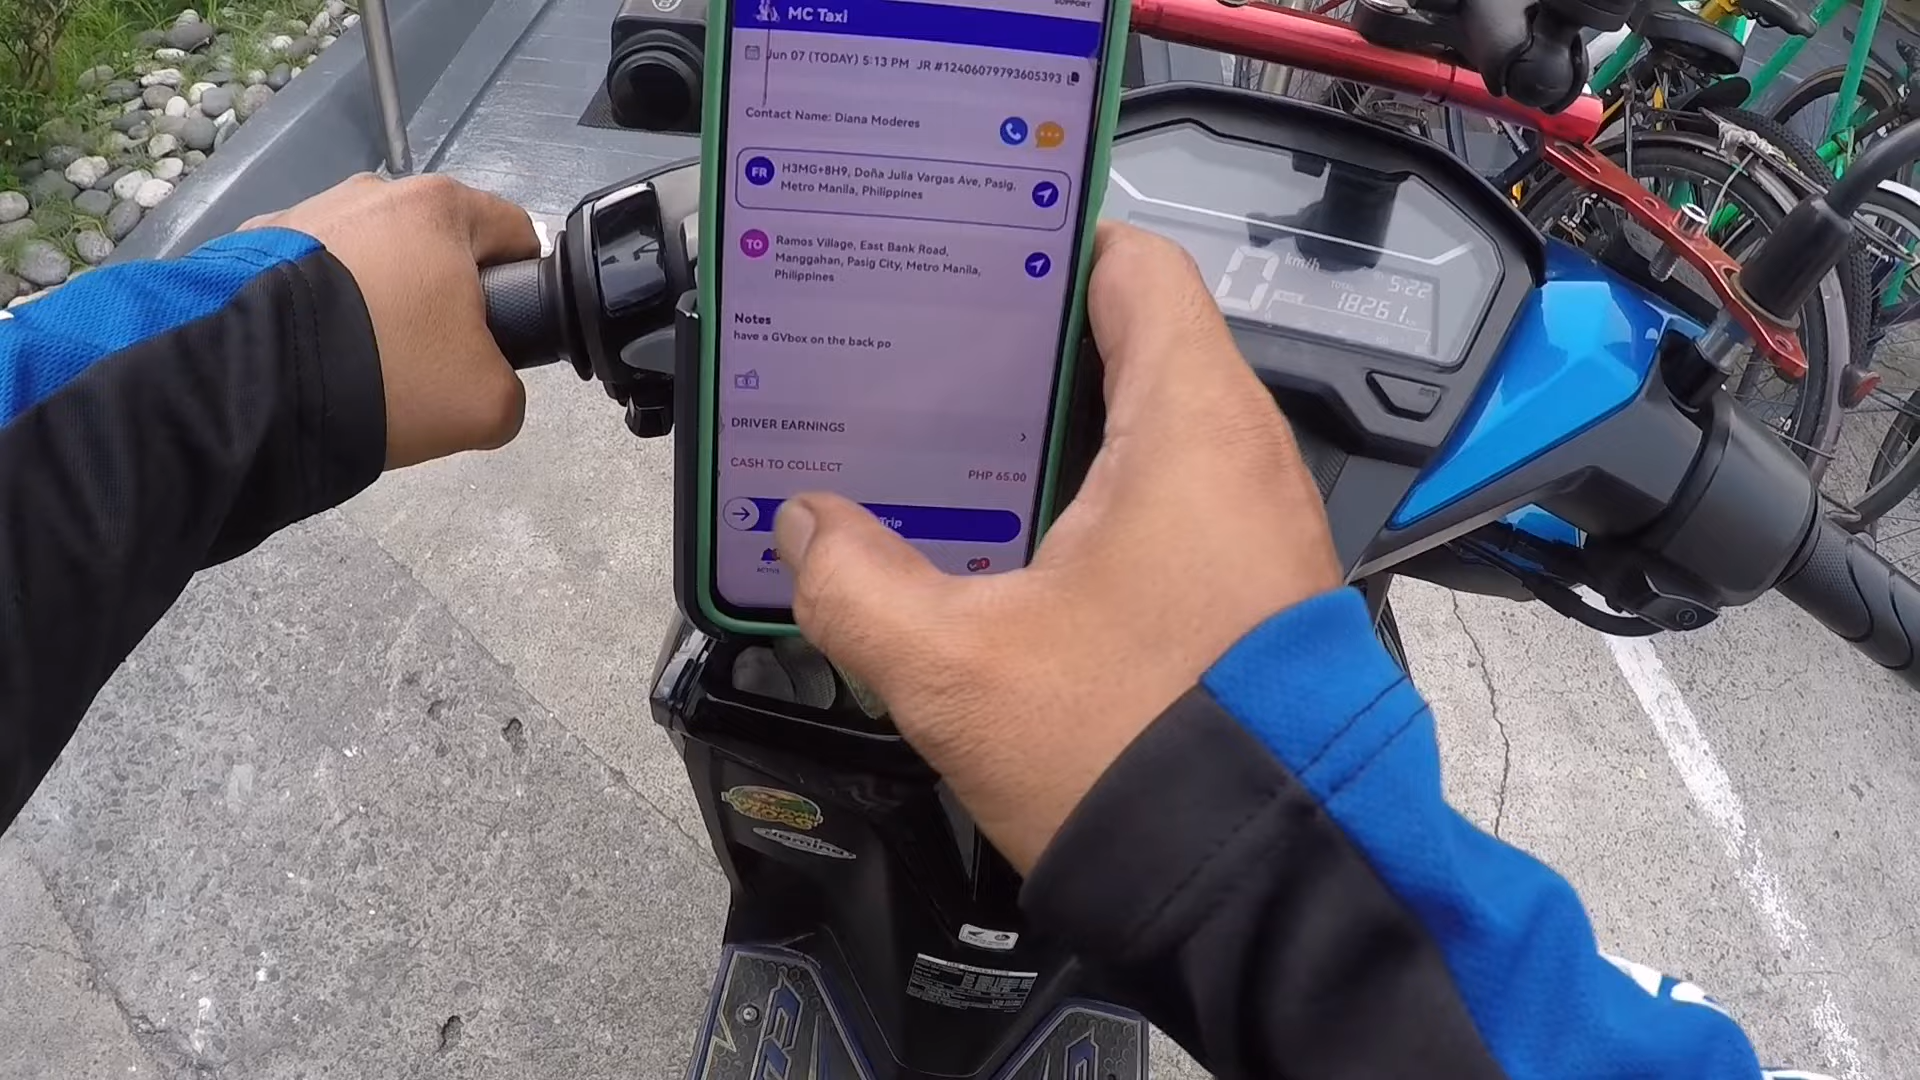 SUPPORT
MC Taxi
Jun 07 (TODAY) 5:13 PM JR #12406079793605393
Contact Name: Diana Moderes
FR
H3MG+8H9, Doña Julia Vargas Ave, Pasig,
Metro Manila, Philippines
TO
Ramos Village, East Bank Road,
Manggahan, Pasig City, Metro Manila,
Philippines
Notes
have a GVbox on the back po
DRIVER EARNINGS
CASH TO COLLECT
PHP 65.00
Trip
0 km/h
5:22
TOTAL
18261